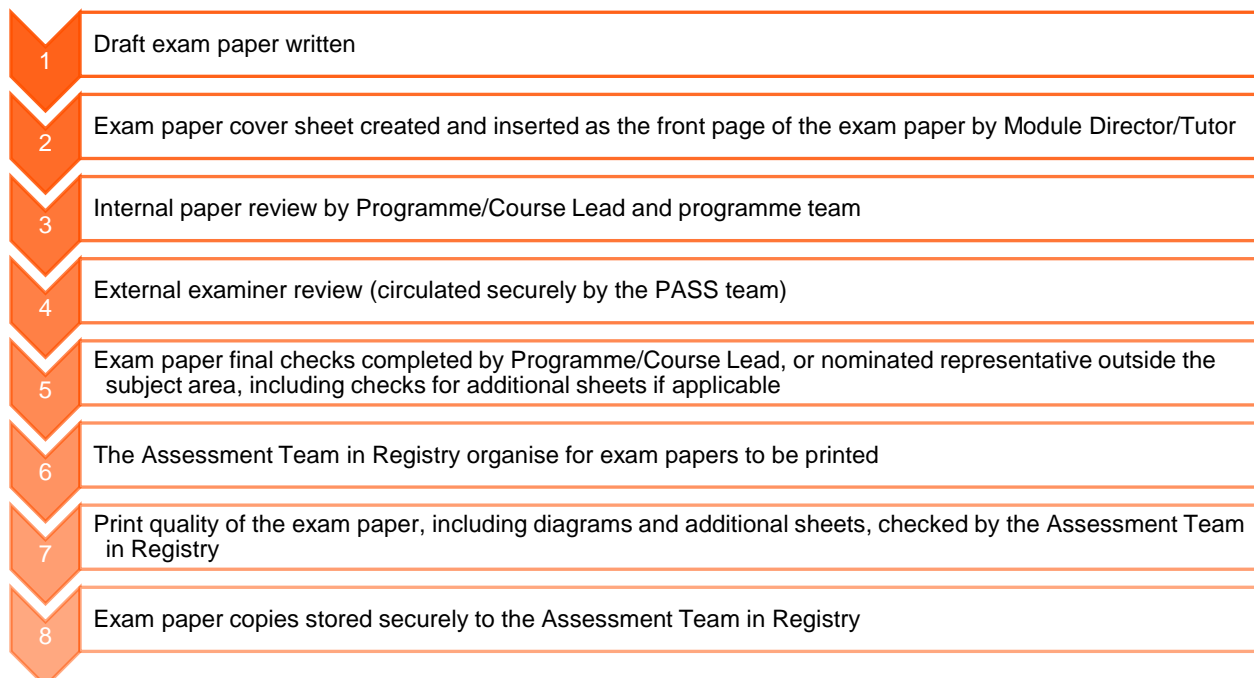 1
Draft exam paper written
2
Exam paper cover sheet created and inserted as the front page of the exam paper by Module Director/Tutor
3
Internal paper review by Programme/Course Lead and programme team
4
External examiner review (circulated securely by the PASS team)
5
Exam paper final checks completed by Programme/Course Lead, or nominated representative outside the
subject area, including checks for additional sheets if applicable
6
The Assessment Team in Registry organise for exam papers to be printed
7
Print quality of the exam paper, including diagrams and additional sheets, checked by the Assessment Team
in Registry
8
Exam paper copies stored securely to the Assessment Team in Registry